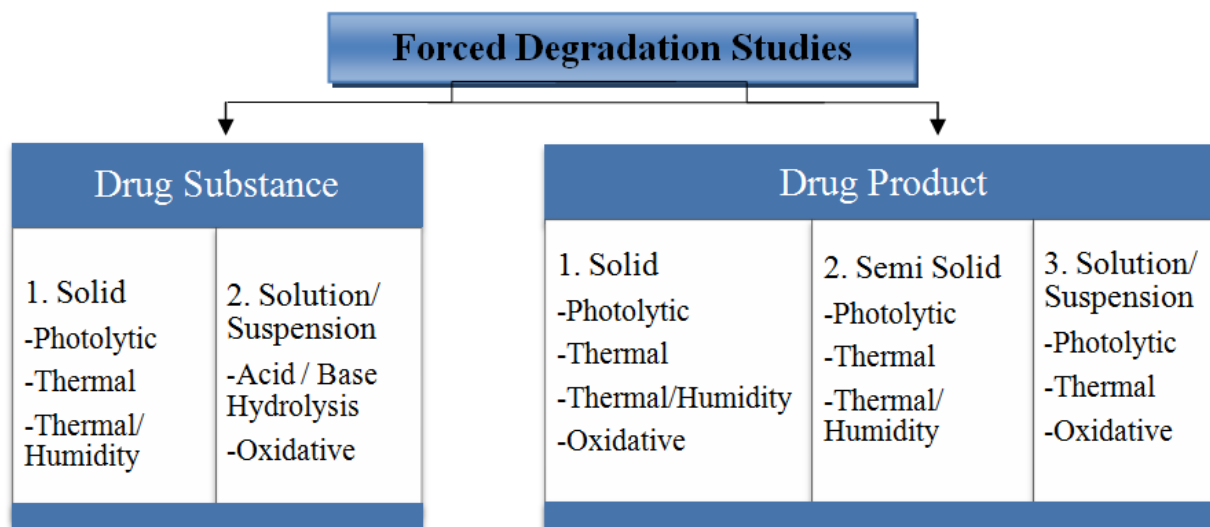 Forced Degradation Studies
Drug Substance
1. Solid
-Photolytic
-Thermal
-Thermal/
Humidity
2. Solution/
Suspension
-Acid / Base
Hydrolysis
-Oxidative
Drug Product
1. Solid
-Photolytic
-Thermal
-Thermal/Humidity
-Oxidative
2. Semi Solid
-Photolytic
-Thermal
-Thermal/
Humidity
3. Solution/
Suspension
-Photolytic
-Thermal
-Oxidative